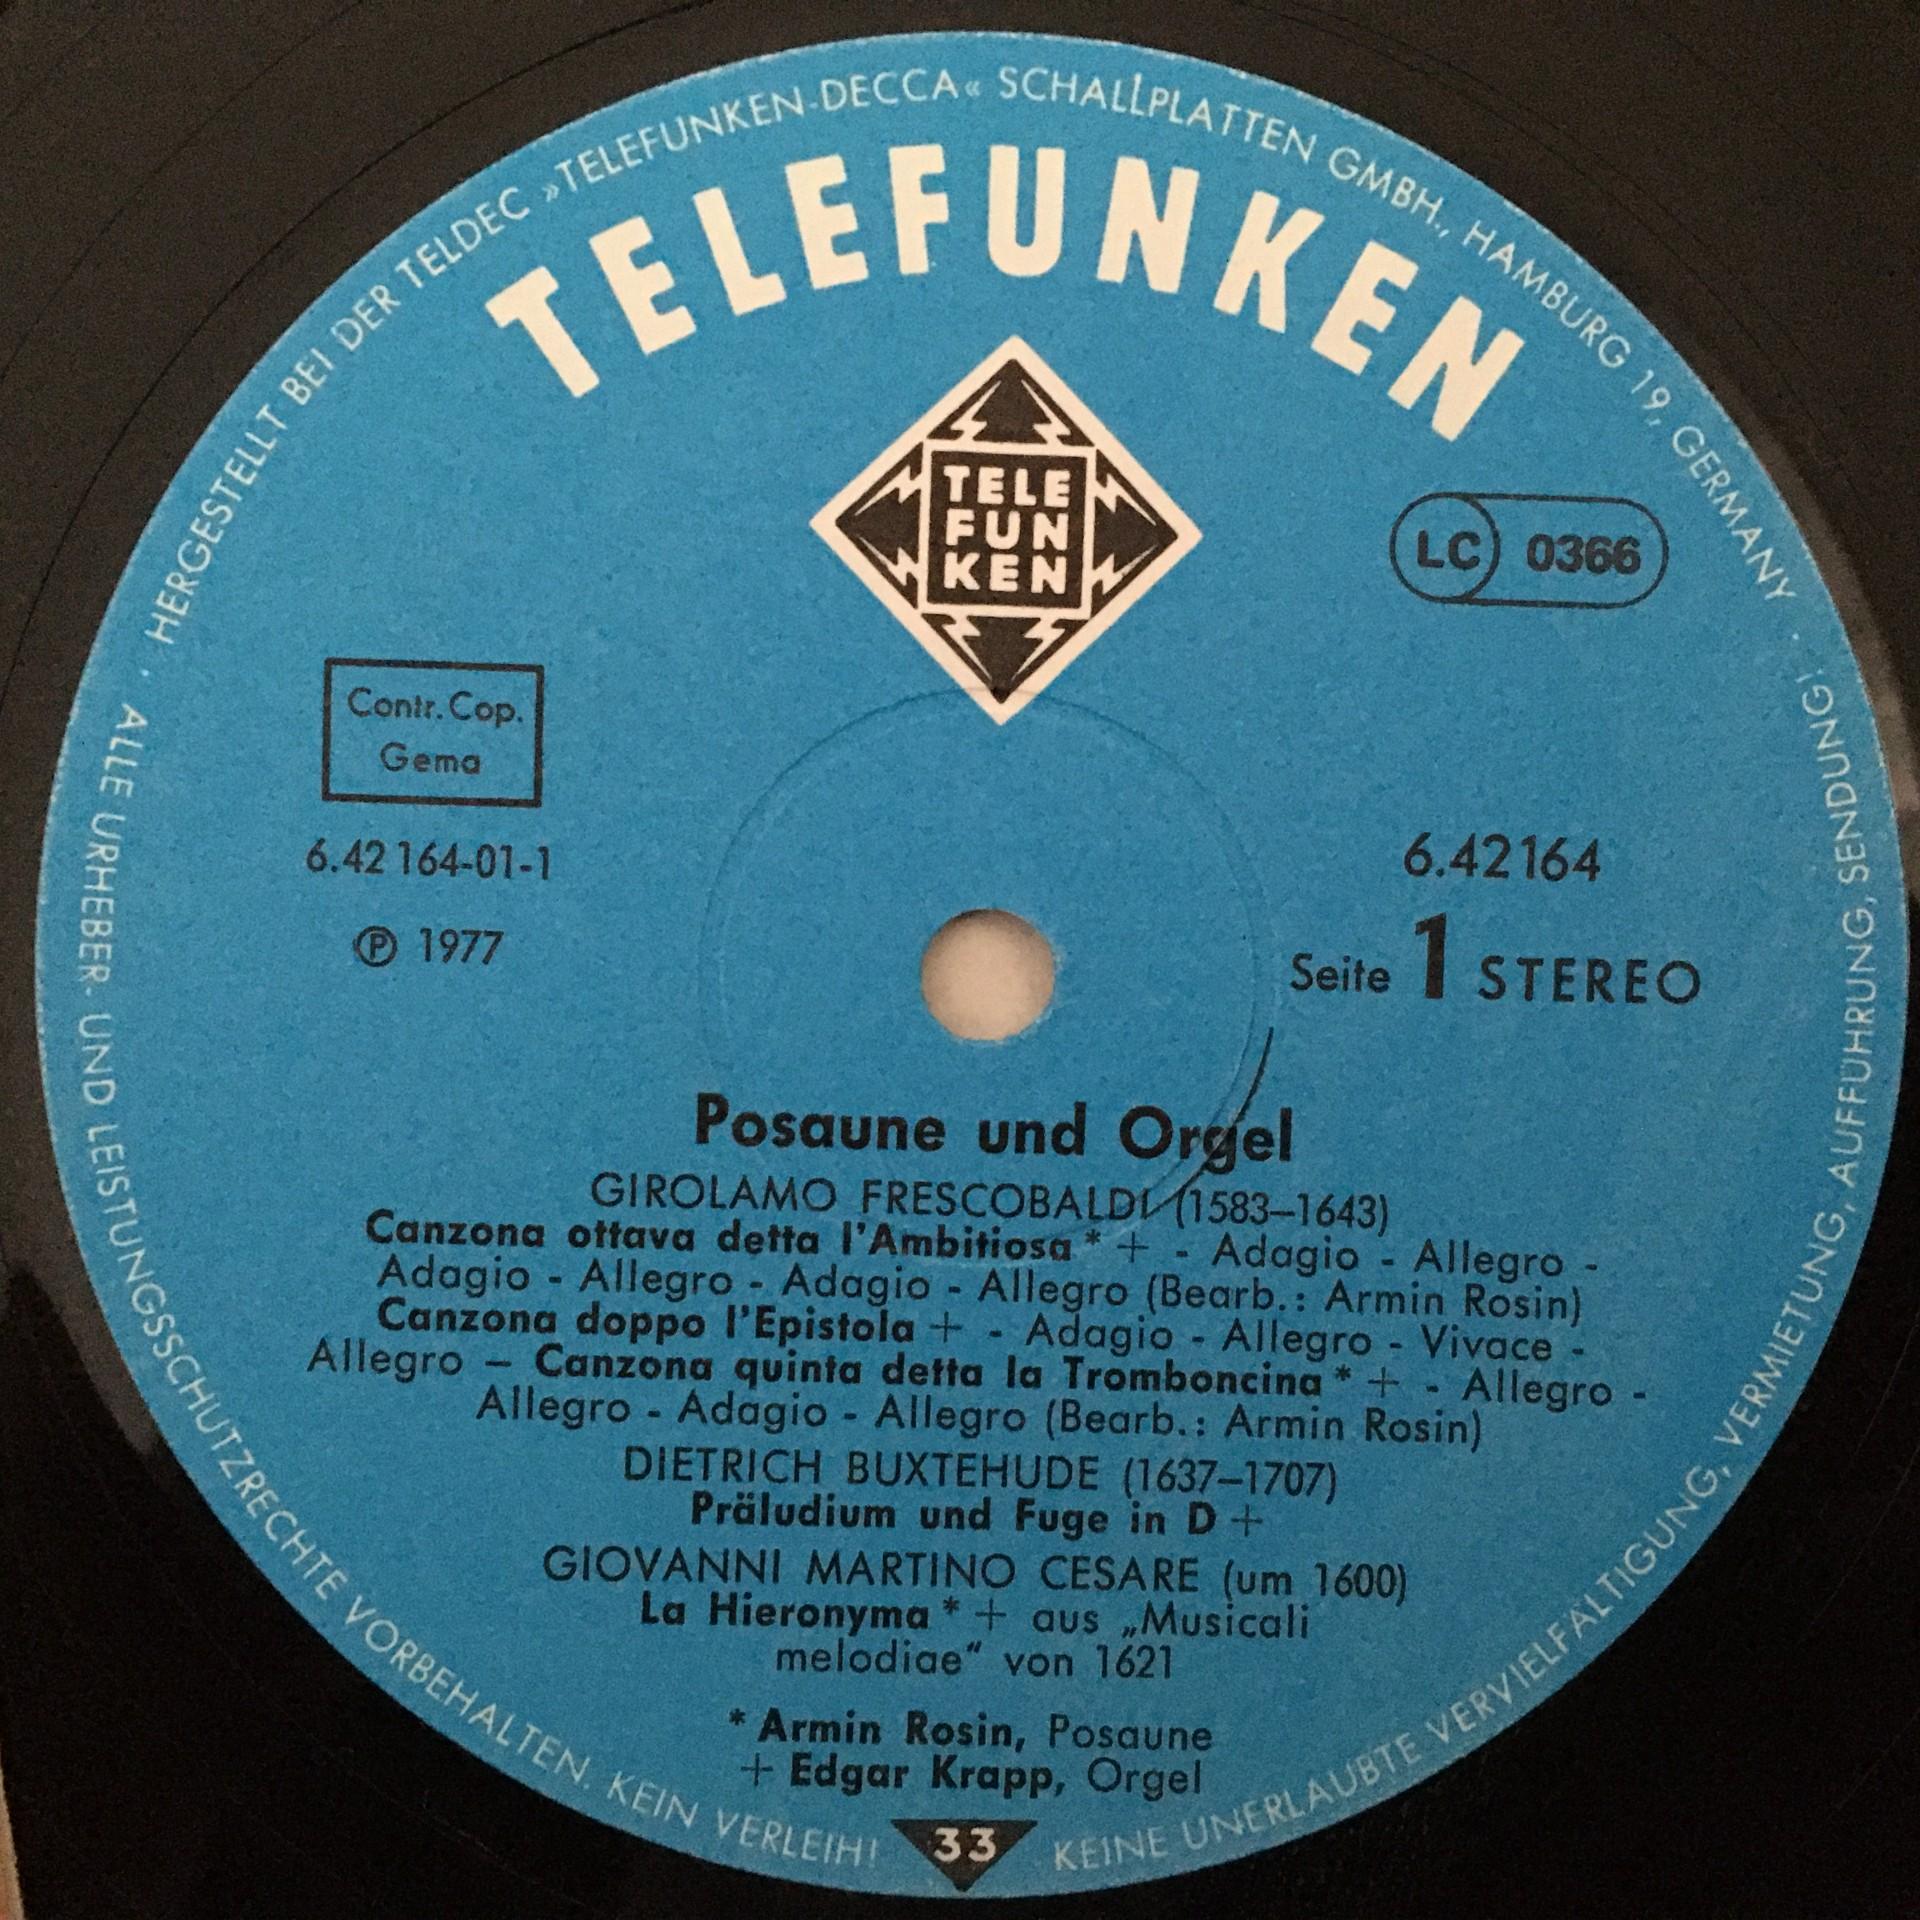 HERGESTELLT BEI DER TELDEC »TELEFUNKEN-DECCA« SCHALLPLATTEN GMBH., HAMBURG 19, GERMANY ·
TELEFUNKEN
TELE
FUN
KEN
LC 0366
Contr. Cop.
Gema
6.42 164-01-1
℗ 1977
6.42164
Seite 1 STEREO
Posaune und Orgel
GIROLAMO FRESCOBALDI (1583–1643)
Canzona ottava detta l'Ambitiosa * + - Adagio - Allegro -
Adagio - Allegro - Adagio - Allegro (Bearb.: Armin Rosin)
Canzona doppo l'Epistola + - Adagio - Allegro - Vivace -
Allegro – Canzona quinta detta la Tromboncina * + - Allegro -
Allegro - Adagio - Allegro (Bearb.: Armin Rosin)
DIETRICH BUXTEHUDE (1637–1707)
Präludium und Fuge in D +
GIOVANNI MARTINO CESARE (um 1600)
La Hieronyma * + aus „Musicali
melodiae“ von 1621
* Armin Rosin, Posaune
+ Edgar Krapp, Orgel
33
ALLE URHEBER- UND LEISTUNGSSCHUTZRECHTE VORBEHALTEN. KEIN VERLEIH! KEINE UNERLAUBTE VERVIELFÄLTIGUNG, VERMIETUNG, AUFFÜHRUNG, SENDUNG!